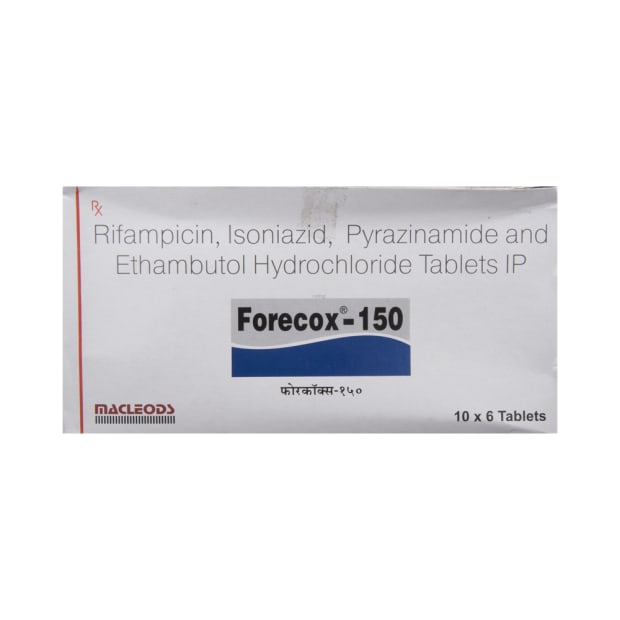 Rx
Rifampicin, Isoniazid, Pyrazinamide and
Ethambutol Hydrochloride Tablets IP
Forecox®-150
फोरकॉक्स-१५०
MACLEODS
10 x 6 Tablets